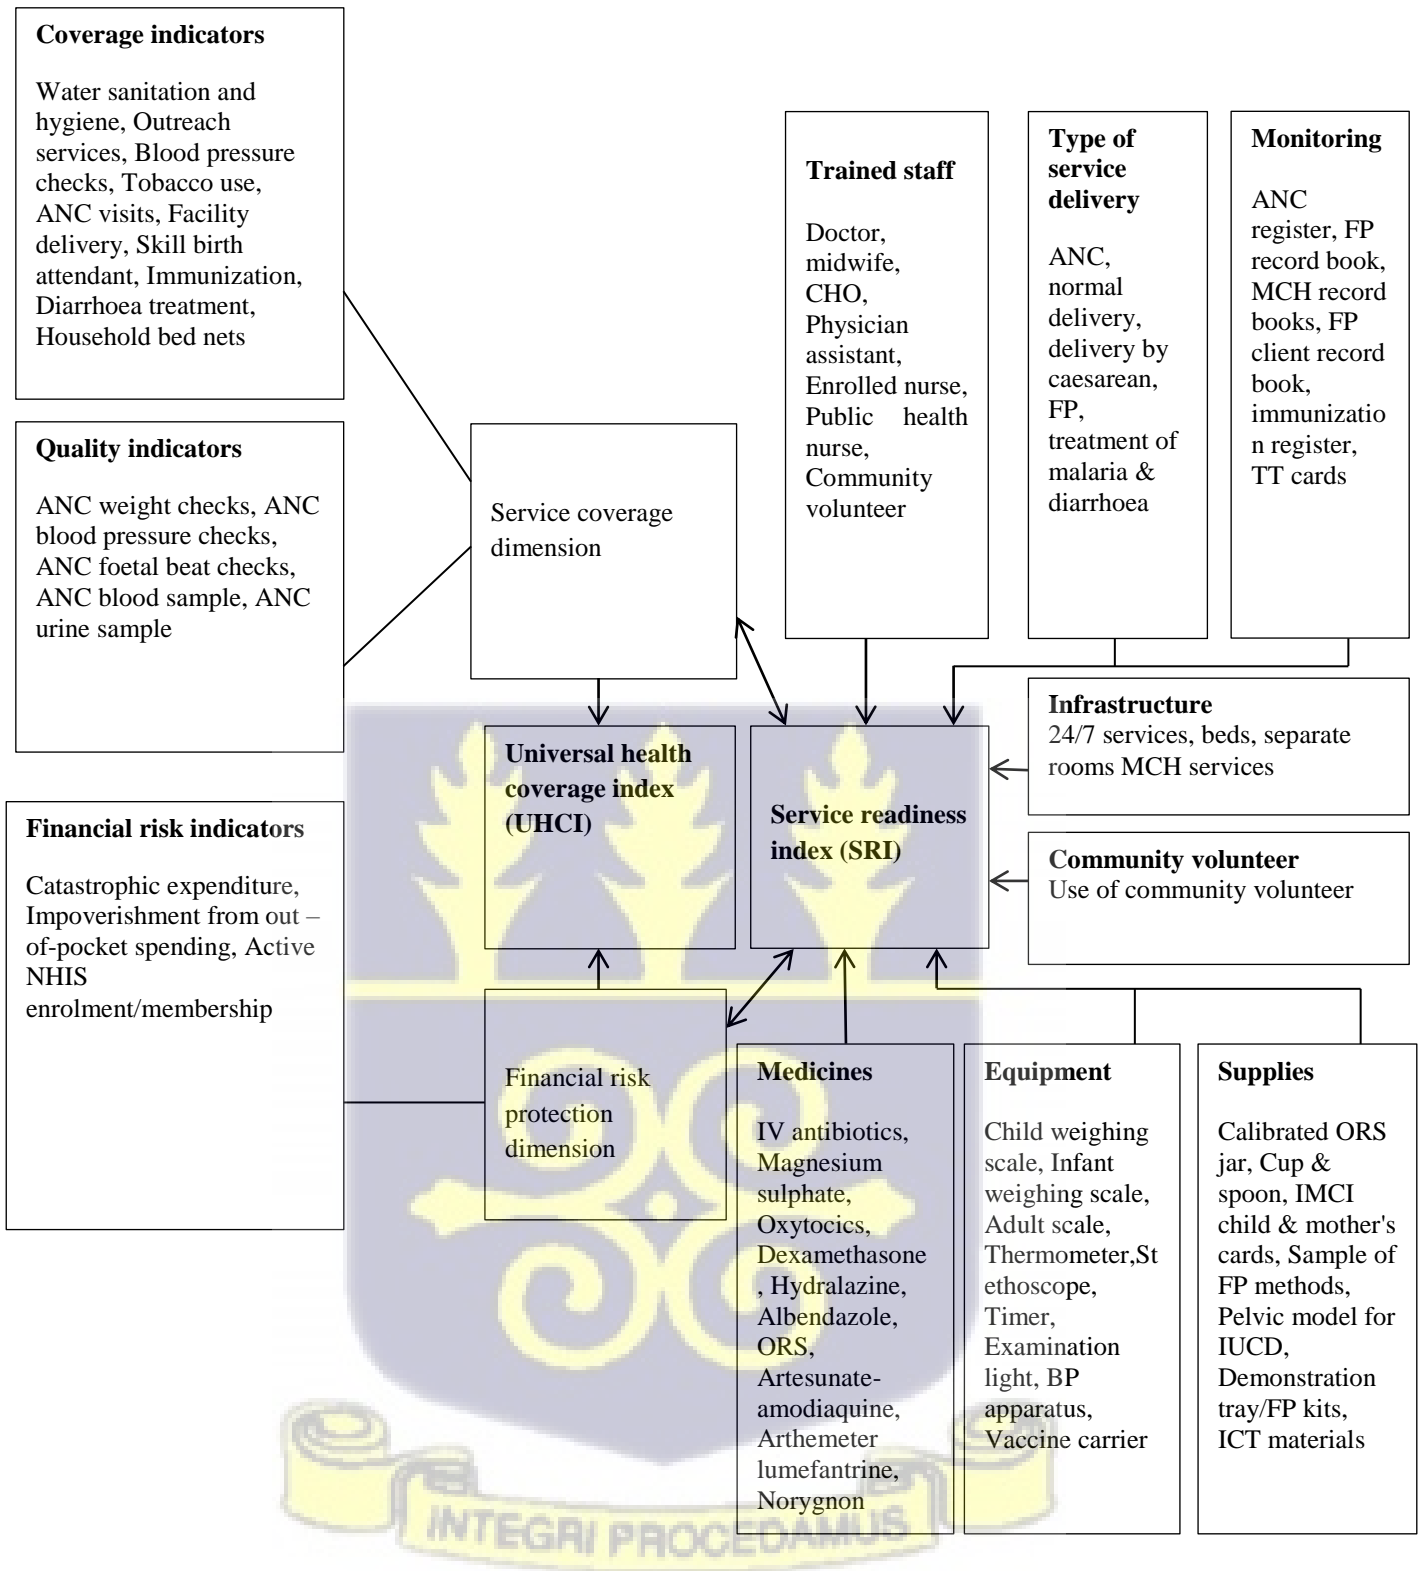 Coverage indicators
Water sanitation and
hygiene, Outreach
services, Blood pressure
checks, Tobacco use,
ANC visits, Facility
delivery, Skill birth
attendant, Immunization,
Diarrhoea treatment,
Household bed nets
Quality indicators
ANC weight checks, ANC
blood pressure checks,
ANC foetal beat checks,
ANC blood sample, ANC
urine sample
Financial risk indicators
Catastrophic expenditure,
Impoverishment from out –
of-pocket spending, Active
NHIS
enrolment/membership
Service coverage
dimension
Universal health
coverage index
(UHCI)
Financial risk
protection
dimension
Trained staff
Doctor,
midwife,
CHO,
Physician
assistant,
Enrolled nurse,
Public health
nurse,
Community
volunteer
Type of
service
delivery
ANC,
normal
delivery,
delivery by
caesarean,
FP,
treatment of
malaria &
diarrhoea
Monitoring
ANC
register, FP
record book,
MCH record
books, FP
client record
book,
immunizatio
n register,
TT cards
Service readiness
index (SRI)
Infrastructure
24/7 services, beds, separate
rooms MCH services
Community volunteer
Use of community volunteer
Medicines
IV antibiotics,
Magnesium
sulphate,
Oxytocics,
Dexamethasone
, Hydralazine,
Albendazole,
ORS,
Artesunate-
amodiaquine,
Arthemeter
lumefantrine,
Norygnon
Equipment
Child weighing
scale, Infant
weighing scale,
Adult scale,
Thermometer,St
ethoscope,
Timer,
Examination
light, BP
apparatus,
Vaccine carrier
Supplies
Calibrated ORS
jar, Cup &
spoon, IMCI
child & mother's
cards, Sample of
FP methods,
Pelvic model for
IUCD,
Demonstration
tray/FP kits,
ICT materials
INTEGRI PROCEDAMUS